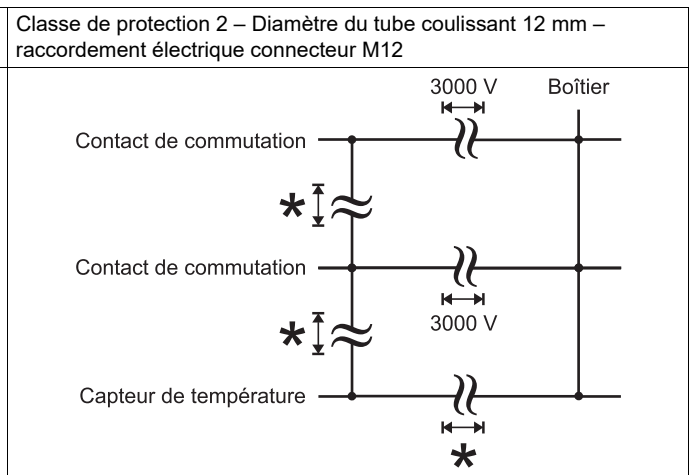 Classe de protection 2 – Diamètre du tube coulissant 12 mm –
raccordement électrique connecteur M12
3000 V Boîtier
Contact de commutation
*
Contact de commutation
3000 V
*
Capteur de température
*